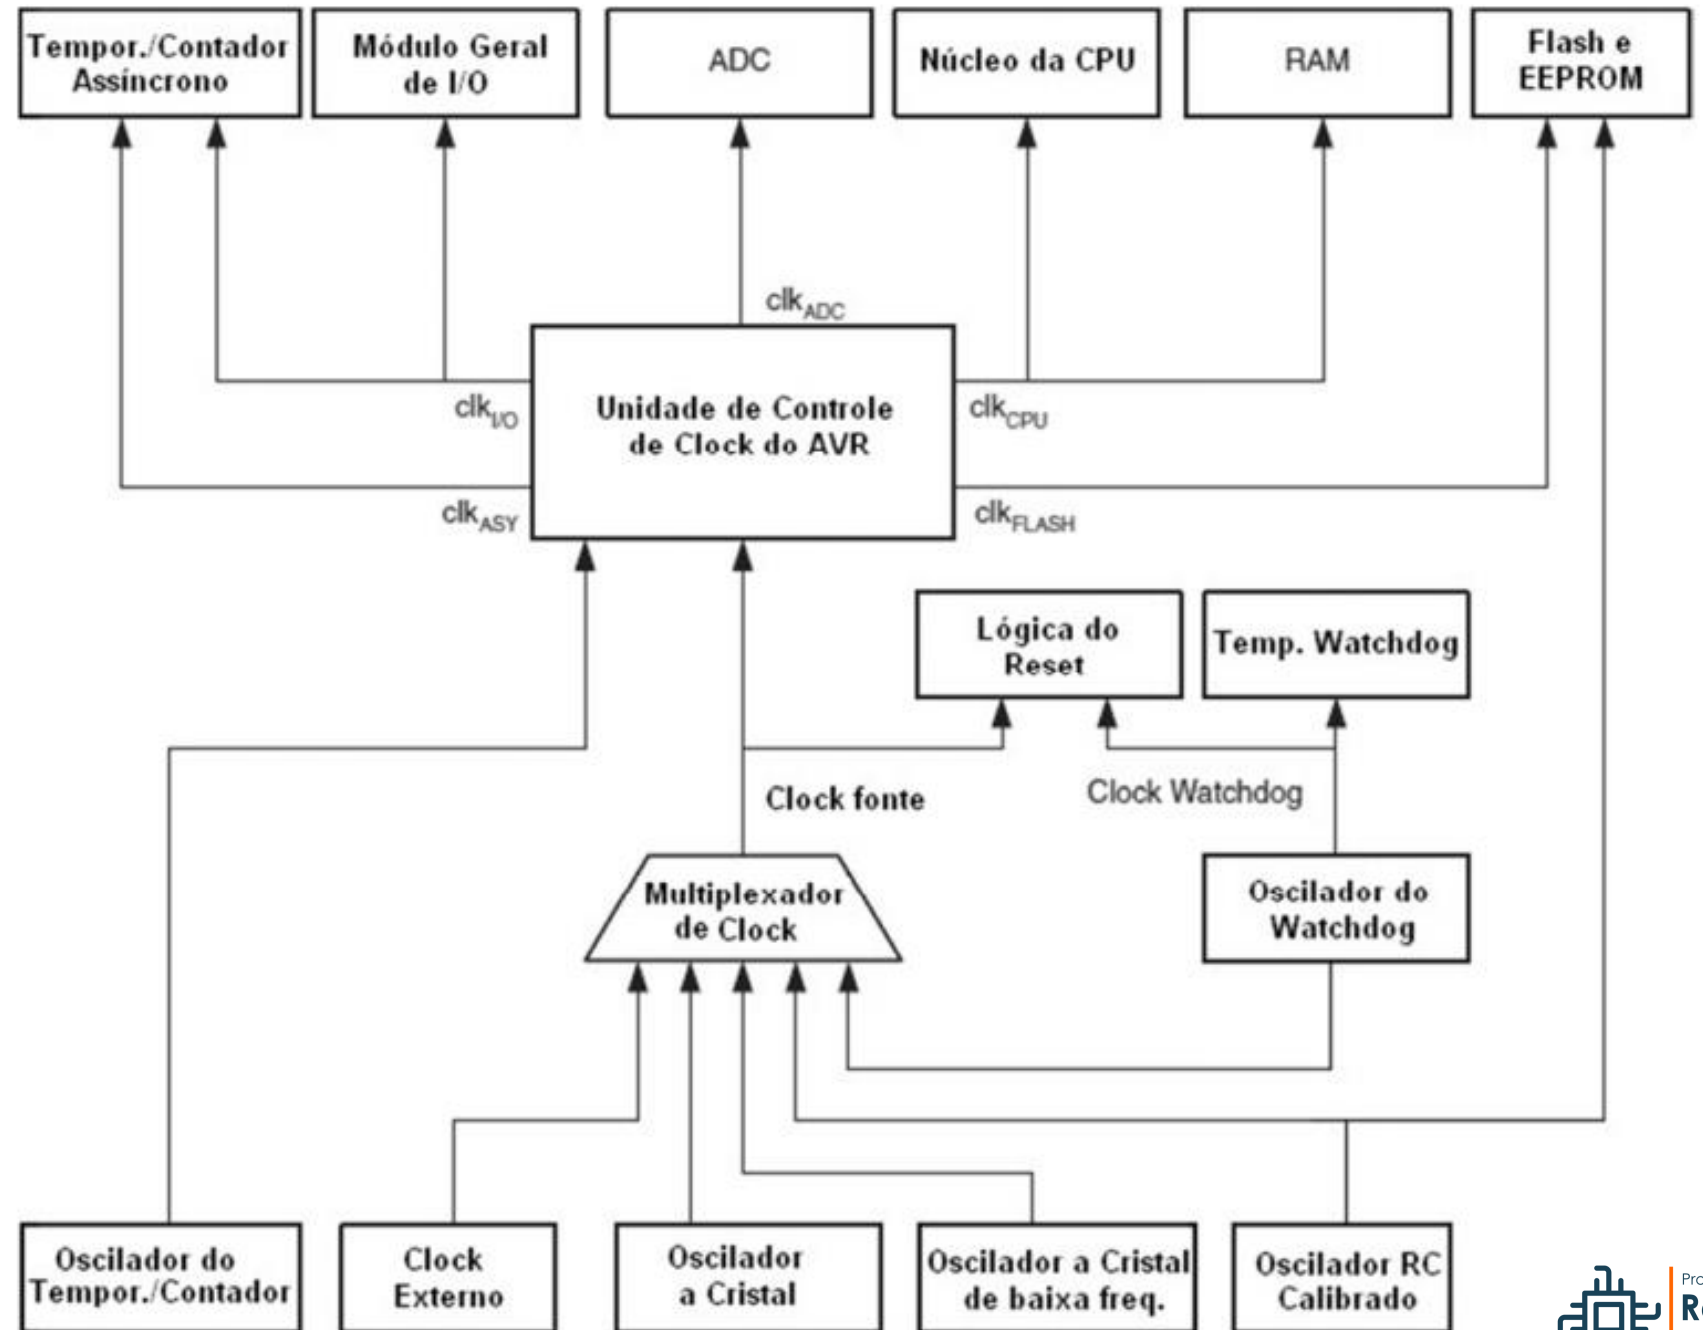 Tempor./Contador
Assíncrono
Módulo Geral
de I/O
ADC
Núcleo da CPU
RAM
Flash e
EEPROM
clkADC
clkI/O
Unidade de Controle
de Clock do AVR
clkCPU
clkASY
clkFLASH
Lógica do
Reset
Temp. Watchdog
Clock fonte
Clock Watchdog
Multiplexador
de Clock
Oscilador do
Watchdog
Oscilador do
Tempor./Contador
Clock
Externo
Oscilador
a Cristal
Oscilador a Cristal
de baixa freq.
Oscilador RC
Calibrado